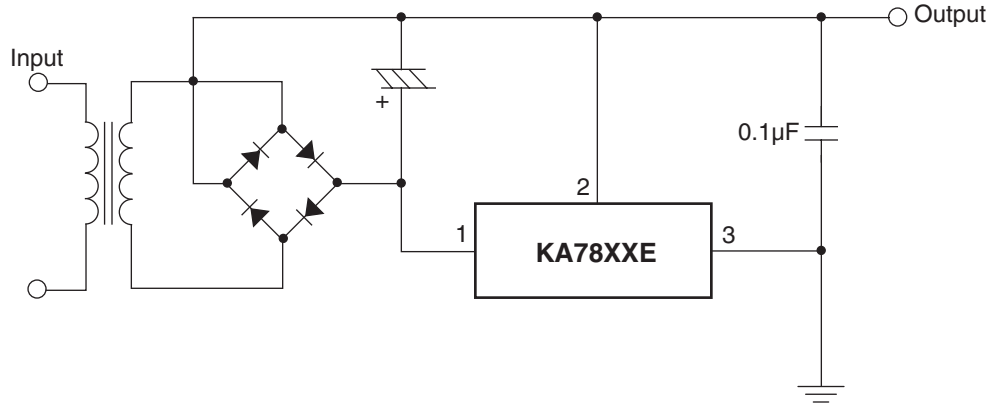 Output
Input
+
0.1µF
2
1
KA78XXE
3